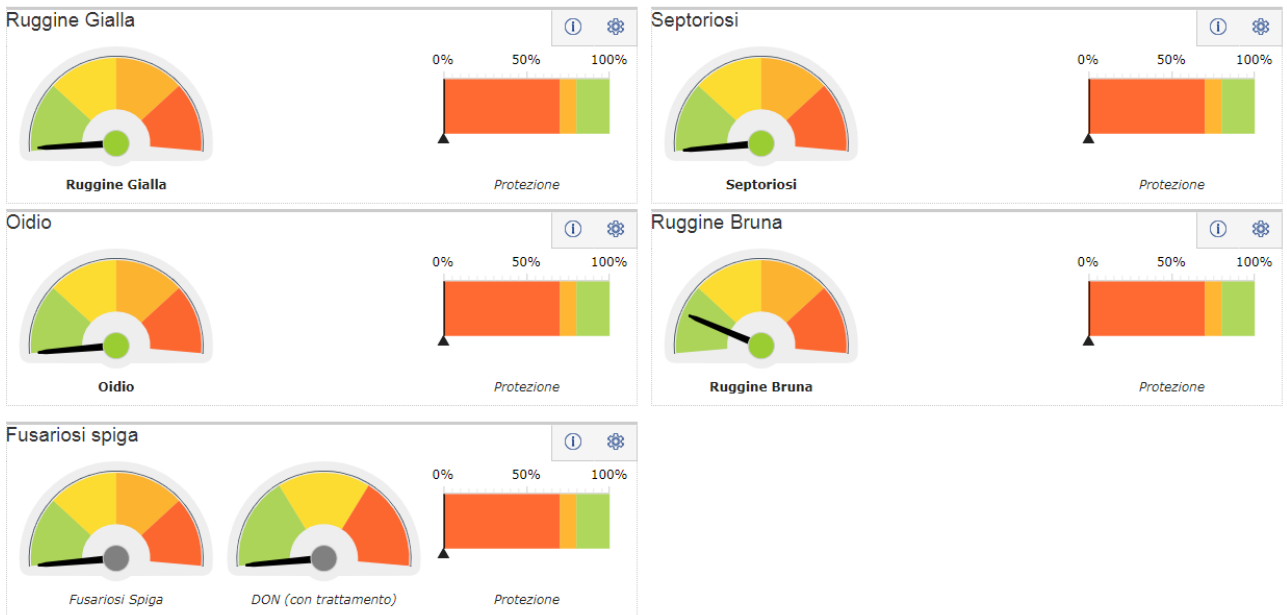 Ruggine Gialla
0% 50% 100%
Ruggine Gialla
Protezione
Septoriosi
0% 50% 100%
Septoriosi
Protezione
Oidio
0% 50% 100%
Oidio
Protezione
Ruggine Bruna
0% 50% 100%
Ruggine Bruna
Protezione
Fusariosi spiga
0% 50% 100%
Fusariosi Spiga
DON (con trattamento)
Protezione